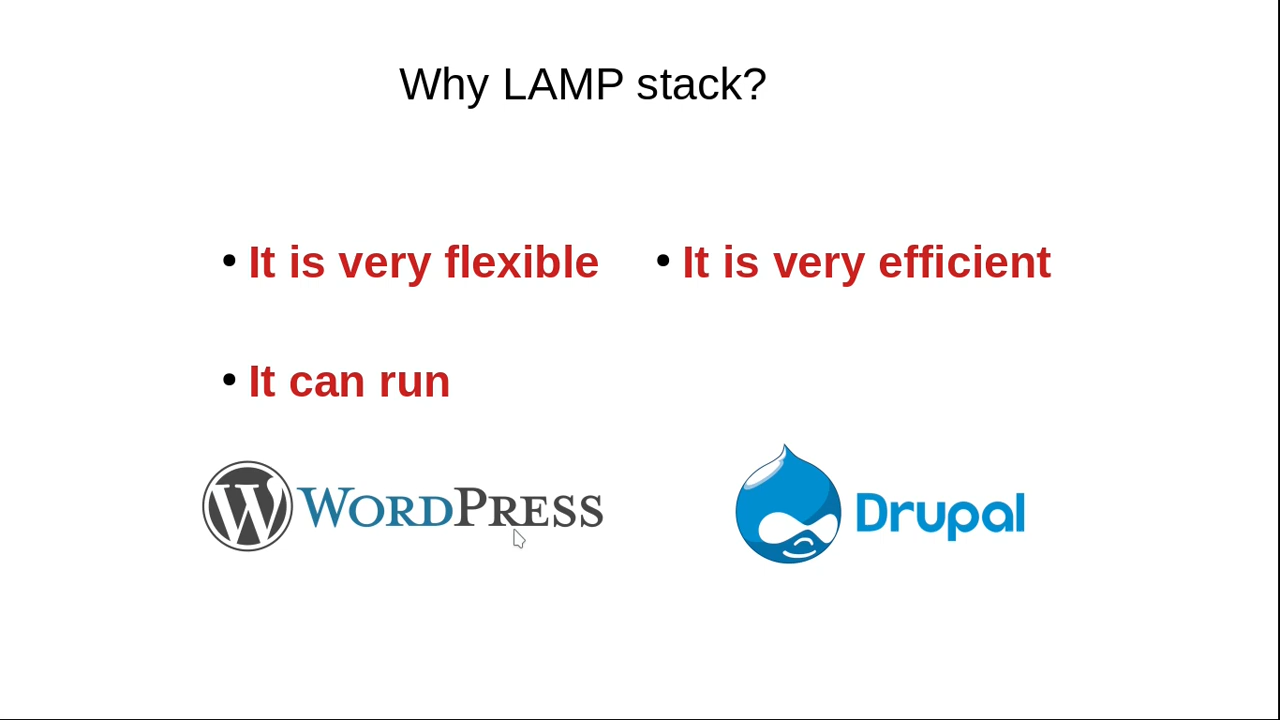 Why LAMP stack?
• It is very flexible
• It is very efficient
• It can run
WORDPRESS
Drupal